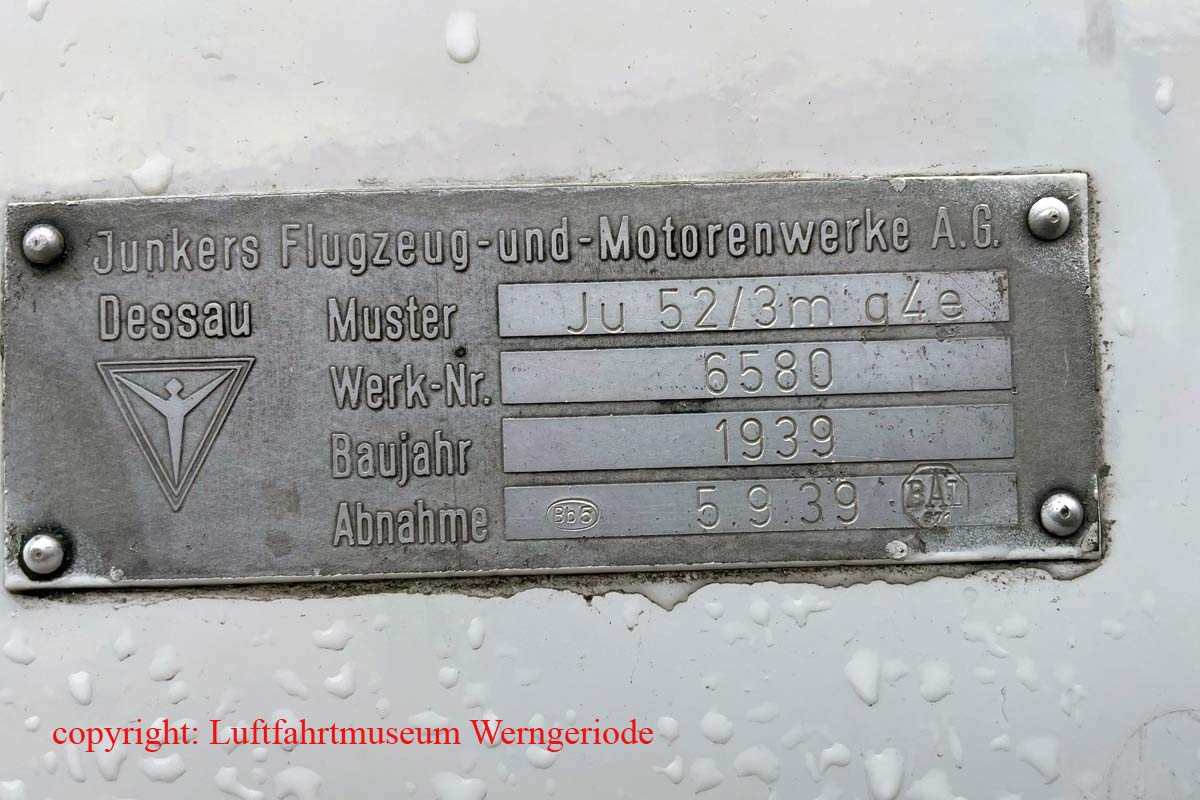 Junkers Flugzeug-und-Motorenwerke A.G.
Dessau
Muster Ju 52/3m g4e
Werk-Nr. 6580
Baujahr 1939
Abnahme Bb5 5 9 39 BAL 671
copyright: Luftfahrtmuseum Werngeriode